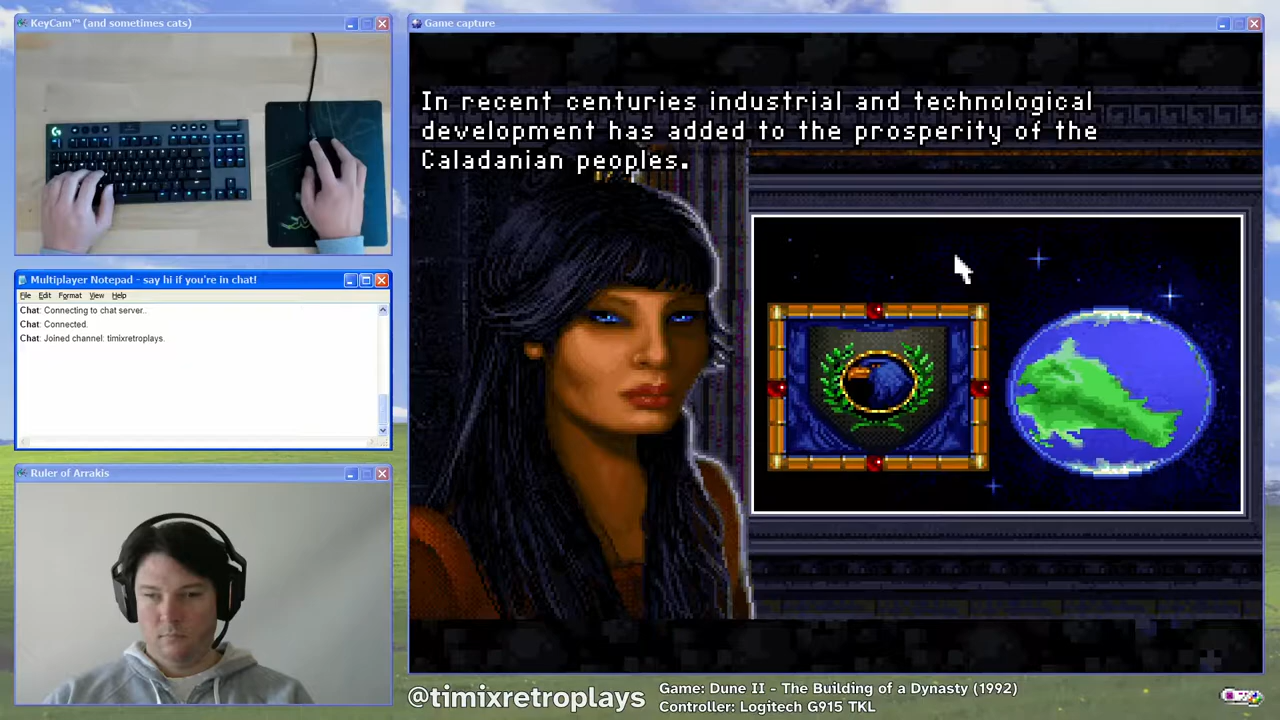 KeyCam™ (and sometimes cats)
Game capture
In recent centuries industrial and technological
development has added to the prosperity of the
Caladanian peoples.
Multiplayer Notepad - say hi if you're in chat!
File Edit Format View Help
Chat: Connecting to chat server..
Chat: Connected.
Chat: Joined channel: timixretroplays.
Ruler of Arrakis
@timixretroplays
Game: Dune II - The Building of a Dynasty (1992)
Controller: Logitech G915 TKL